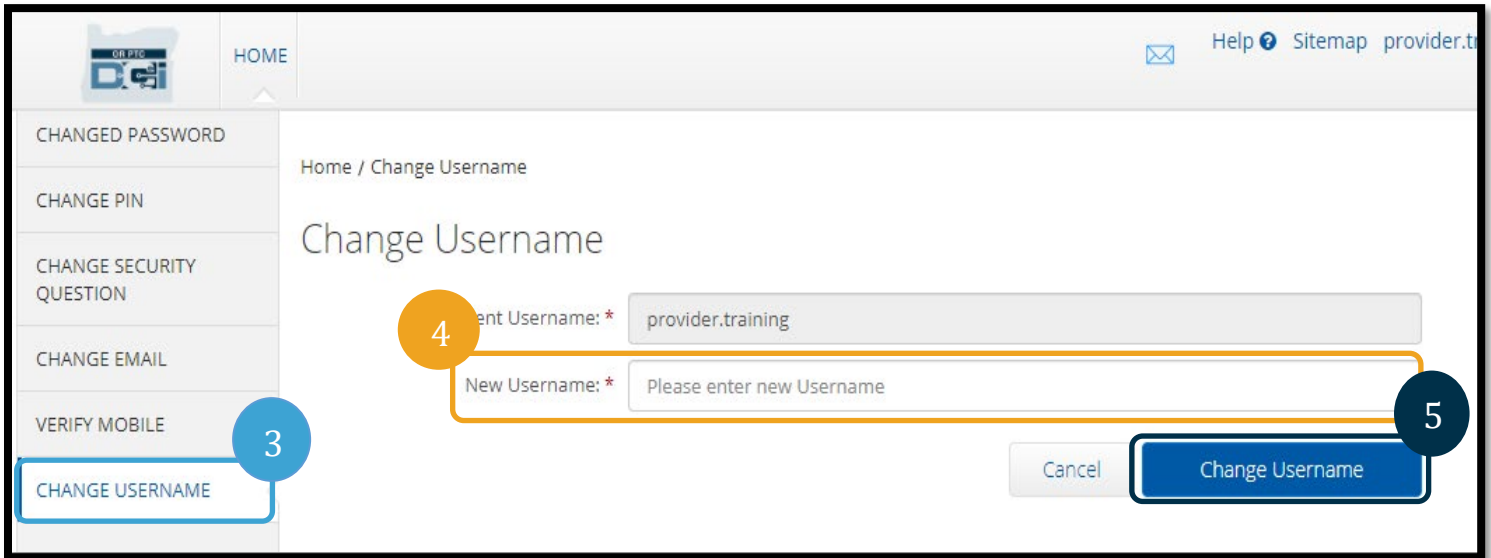 OR PTC
DCi
HOME
Help ?
Sitemap
provider.tr
CHANGED PASSWORD
CHANGE PIN
CHANGE SECURITY
QUESTION
CHANGE EMAIL
VERIFY MOBILE
3
CHANGE USERNAME
Home / Change Username
Change Username
4
ent Username: * provider.training
New Username: * Please enter new Username
5
Cancel
Change Username